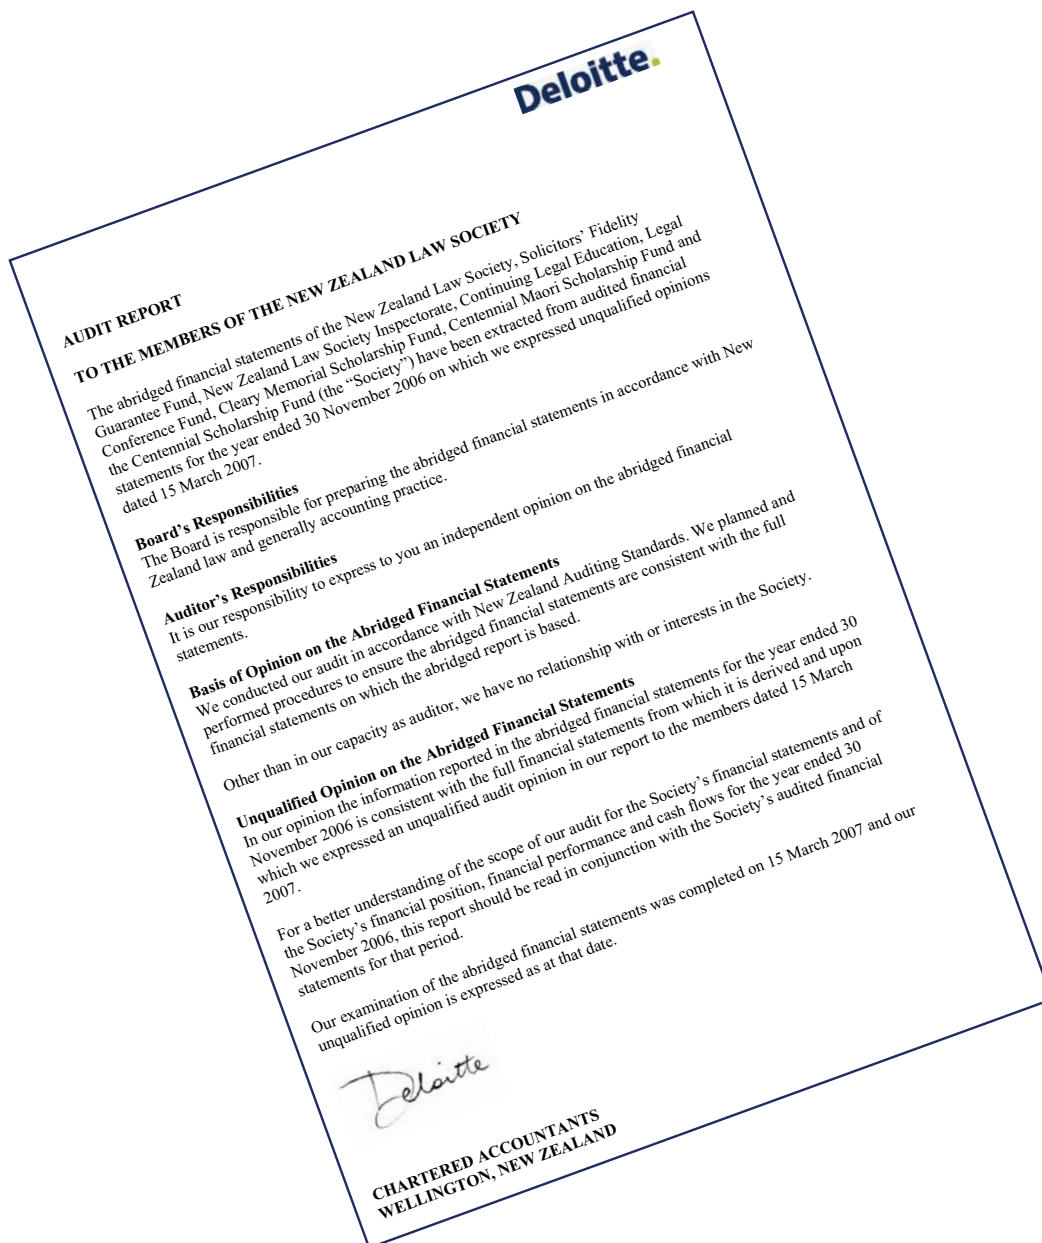 Deloitte.
AUDIT REPORT
TO THE MEMBERS OF THE NEW ZEALAND LAW SOCIETY
The abridged financial statements of the New Zealand Law Society, Solicitors’ Fidelity
Guarantee Fund, New Zealand Law Society Inspectorate, Continuing Legal Education, Legal
Conference Fund, Cleary Memorial Scholarship Fund, Centennial Maori Scholarship Fund and
the Centennial Scholarship Fund (the “Society”) have been extracted from audited financial
statements for the year ended 30 November 2006 on which we expressed unqualified opinions
dated 15 March 2007.
Board’s Responsibilities
The Board is responsible for preparing the abridged financial statements in accordance with New
Zealand law and generally accounting practice.
Auditor’s Responsibilities
It is our responsibility to express to you an independent opinion on the abridged financial
statements.
Basis of Opinion on the Abridged Financial Statements
We conducted our audit in accordance with New Zealand Auditing Standards. We planned and
performed procedures to ensure the abridged financial statements are consistent with the full
financial statements on which the abridged report is based.
Other than in our capacity as auditor, we have no relationship with or interests in the Society.
Unqualified Opinion on the Abridged Financial Statements
In our opinion the information reported in the abridged financial statements for the year ended 30
November 2006 is consistent with the full financial statements from which it is derived and upon
which we expressed an unqualified audit opinion in our report to the members dated 15 March
2007.
For a better understanding of the scope of our audit for the Society’s financial statements and of
the Society’s financial position, financial performance and cash flows for the year ended 30
November 2006, this report should be read in conjunction with the Society’s audited financial
statements for that period.
Our examination of the abridged financial statements was completed on 15 March 2007 and our
unqualified opinion is expressed as at that date.
Deloitte
CHARTERED ACCOUNTANTS
WELLINGTON, NEW ZEALAND